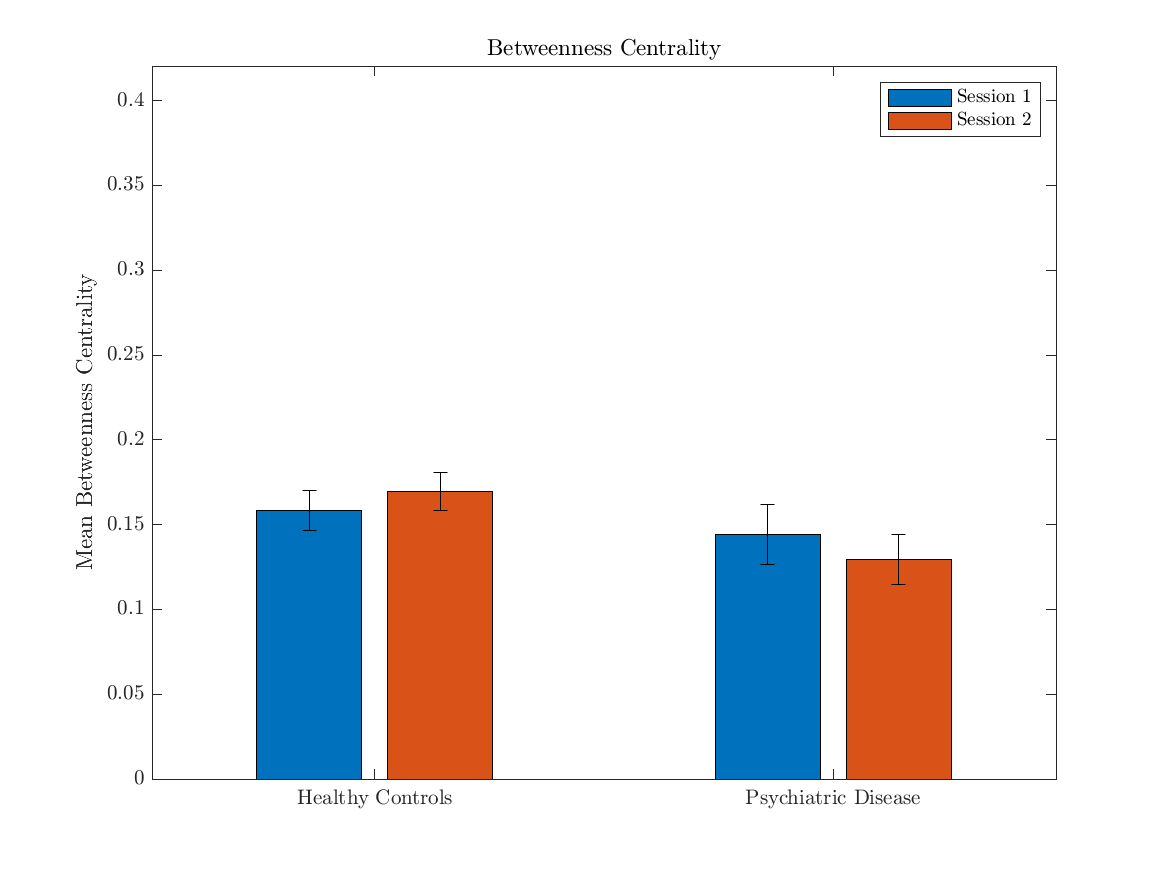 Betweenness Centrality
Session 1
Session 2
Mean Betweenness Centrality
0.4
0.35
0.3
0.25
0.2
0.15
0.1
0.05
0
Healthy Controls
Psychiatric Disease